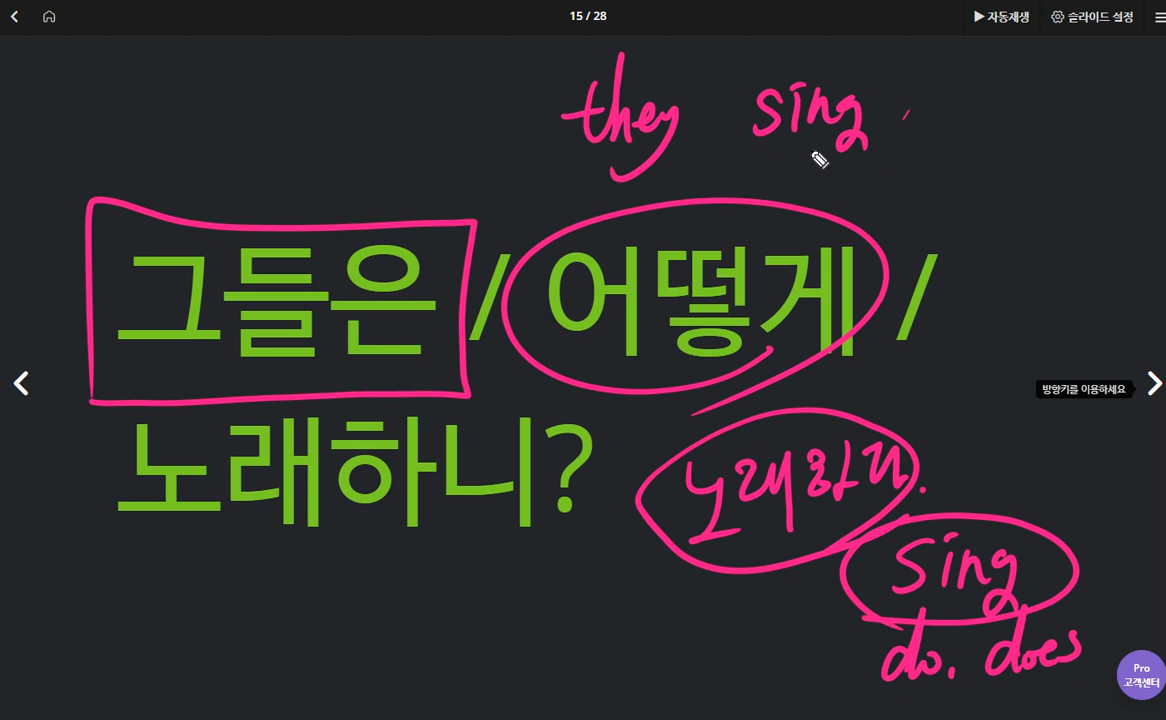 15 / 28
자동재생
슬라이드 설정
they sing
그들은 / 어떻게 /
방향키를 이용하세요
노래하니?
노래한다.
sing
do, does
Pro
고객센터